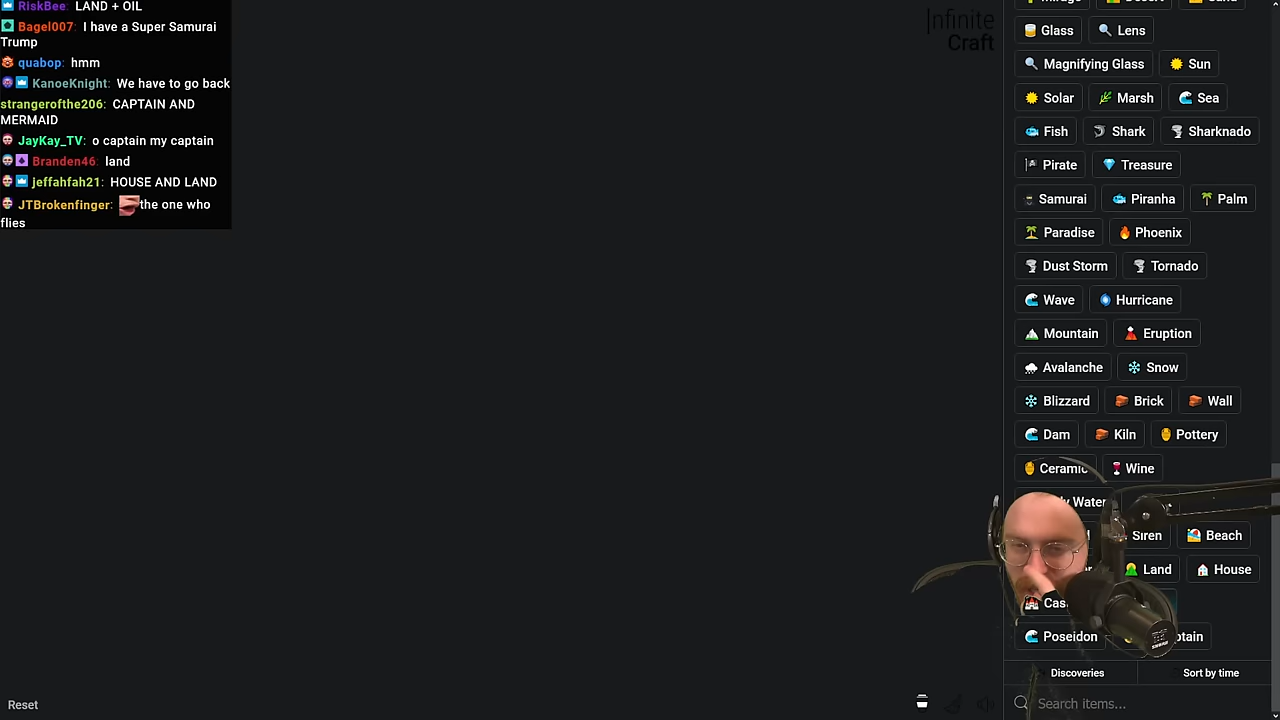 RiskBee: LAND + OIL
Bagel007: I have a Super Samurai
Trump
quabop: hmm
KanoeKnight: We have to go back
strangerofthe206: CAPTAIN AND
MERMAID
JayKay_TV: o captain my captain
Branden46: land
jeffahfah21: HOUSE AND LAND
JTBrokenfinger: the one who
flies
Infinite
Craft
Glass Lens
Magnifying Glass Sun
Solar Marsh Sea
Fish Shark Sharknado
Pirate Treasure
Samurai Piranha Palm
Paradise Phoenix
Dust Storm Tornado
Wave Hurricane
Mountain Eruption
Avalanche Snow
Blizzard Brick Wall
Dam Kiln Pottery
Ceramic Wine
Water
Siren Beach
Land House
Poseidon
Discoveries Sort by time
Reset Search items...